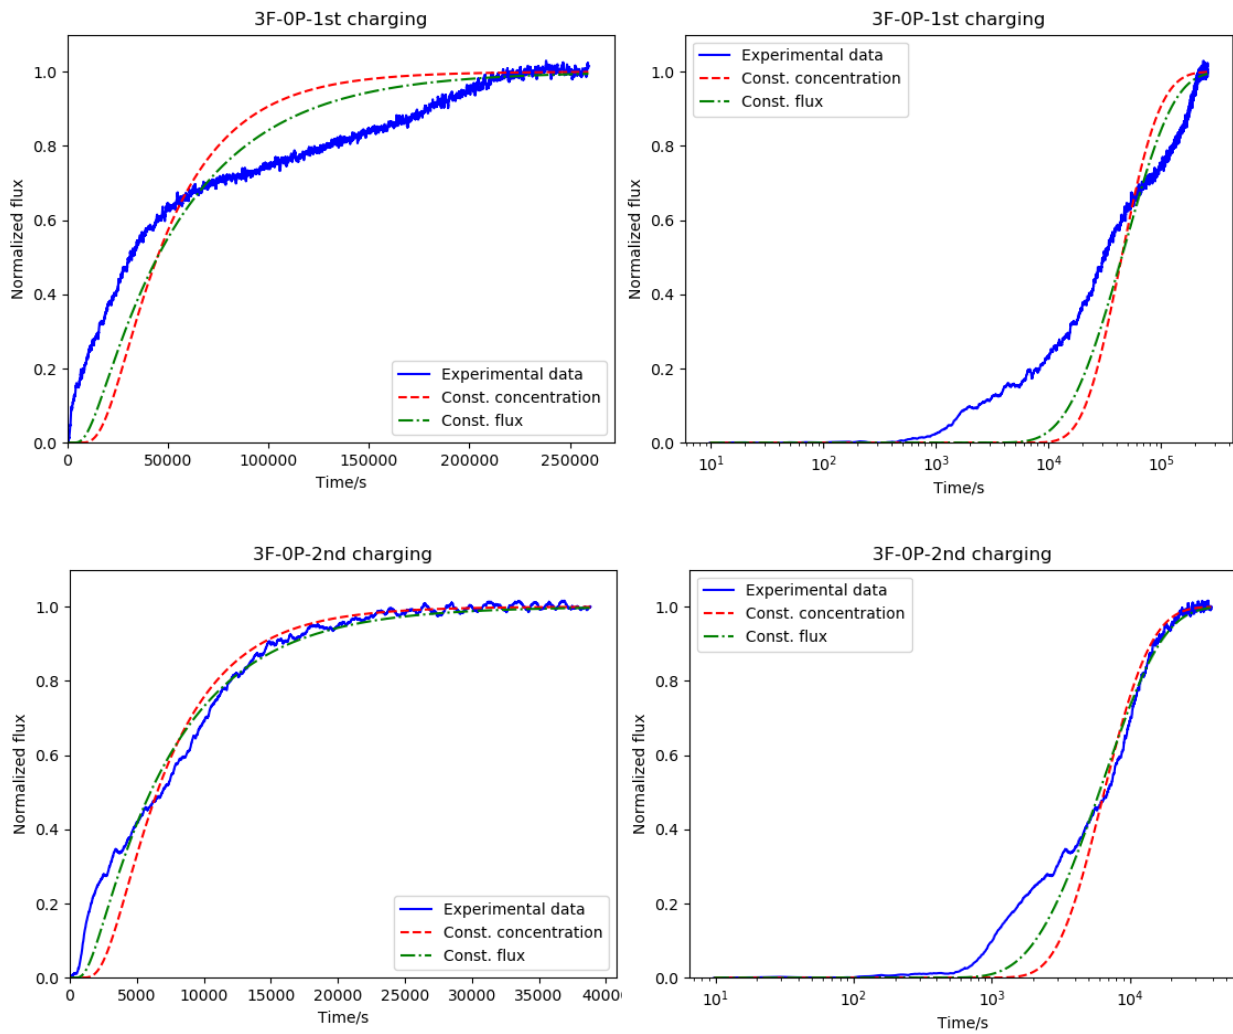 3F-0P-1st charging
Normalized flux
1.0
0.8
0.6
0.4
0.2
0.0
0 50000 100000 150000 200000 250000
Time/s
Experimental data
Const. concentration
Const. flux
3F-0P-1st charging
Experimental data
Const. concentration
Const. flux
Normalized flux
1.0
0.8
0.6
0.4
0.2
0.0
10¹ 10² 10³ 10⁴ 10⁵
Time/s
3F-0P-2nd charging
Normalized flux
1.0
0.8
0.6
0.4
0.2
0.0
0 5000 10000 15000 20000 25000 30000 35000 4000
Time/s
Experimental data
Const. concentration
Const. flux
3F-0P-2nd charging
Experimental data
Const. concentration
Const. flux
Normalized flux
1.0
0.8
0.6
0.4
0.2
0.0
10¹ 10² 10³ 10⁴
Time/s